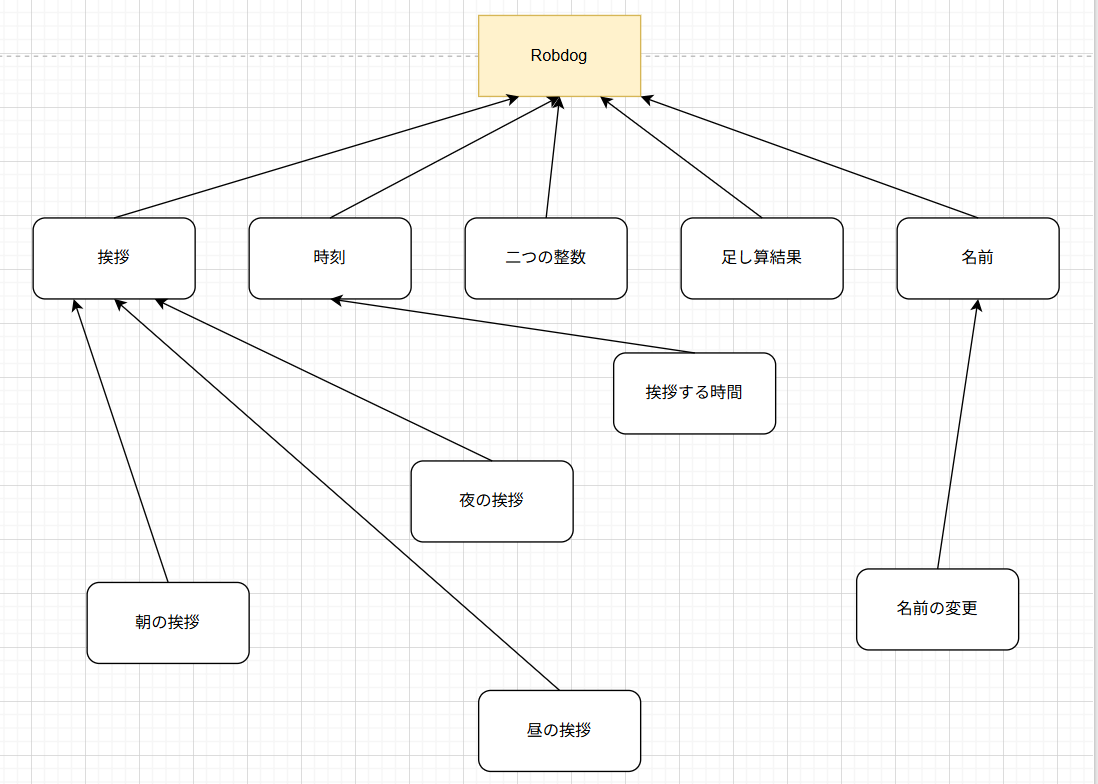 Robdog
挨拶
時刻
二つの整数
足し算結果
名前
挨拶する時間
夜の挨拶
朝の挨拶
名前の変更
昼の挨拶